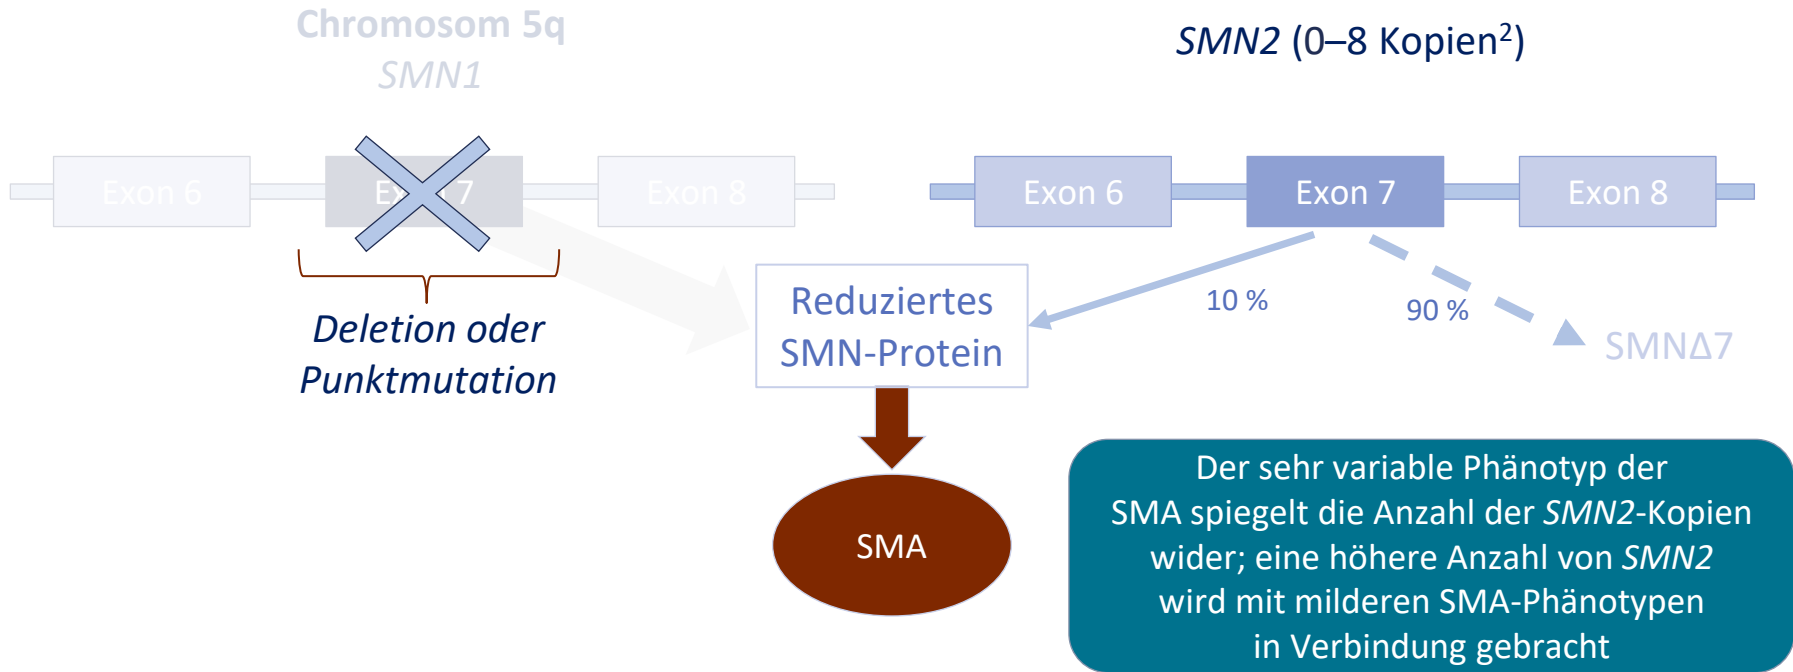 Chromosom 5q
SMN1
SMN2 (0–8 Kopien²)
Exon 6
Exon 7
Exon 8
Exon 6
Exon 7
Exon 8
Deletion oder
Punktmutation
Reduziertes
SMN-Protein
10 %
90 %
SMNΔ7
SMA
Der sehr variable Phänotyp der
SMA spiegelt die Anzahl der SMN2-Kopien
wider; eine höhere Anzahl von SMN2
wird mit milderen SMA-Phänotypen
in Verbindung gebracht